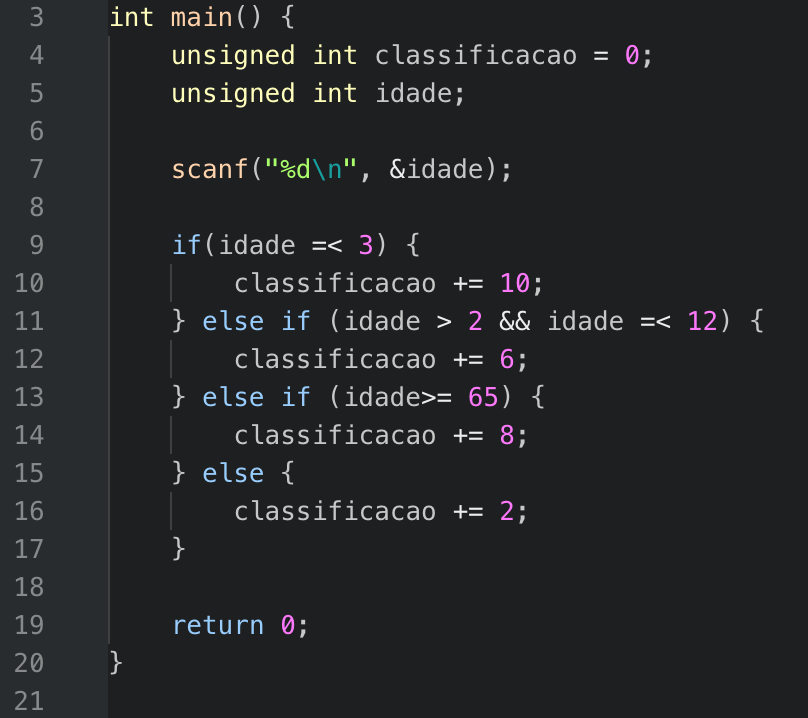 3 int main() {
4     unsigned int classificacao = 0;
5     unsigned int idade;
6
7     scanf("%d\n", &idade);
8
9     if(idade =< 3) {
10         classificacao += 10;
11     } else if (idade > 2 && idade =< 12) {
12         classificacao += 6;
13     } else if (idade>= 65) {
14         classificacao += 8;
15     } else {
16         classificacao += 2;
17     }
18
19     return 0;
20 }
21